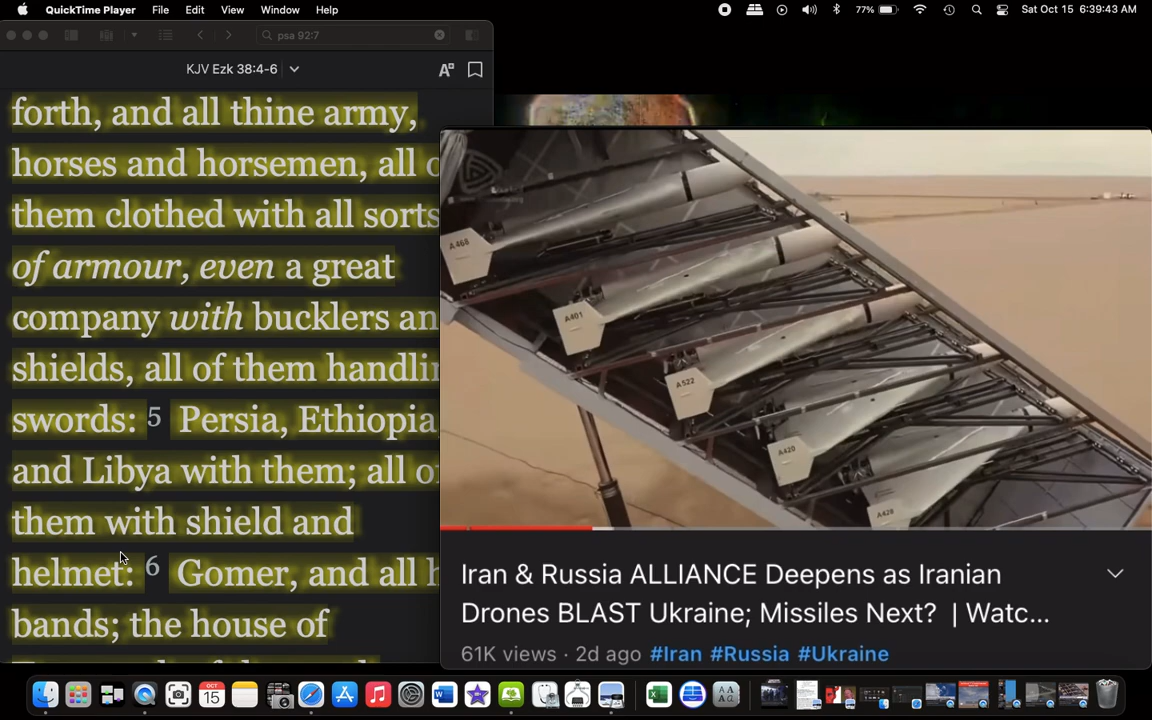 QuickTime Player File Edit View Window Help
77% Sat Oct 15 6:39:43 AM
psa 92:7
KJV Ezk 38:4-6
forth, and all thine army,
horses and horsemen, all
them clothed with all sorts
of armour, even a great
company with bucklers
shields, all of them
swords: 5 Persia, Ethiopia
and Libya with them; all
them with shield and
helmet: 6 Gomer, and all
bands; the house of
A468
A401
A522
A420
A428
Iran & Russia ALLIANCE Deepens as Iranian
Drones BLAST Ukraine; Missiles Next? | Watc...
61K views · 2d ago #Iran #Russia #Ukraine
OCT
15